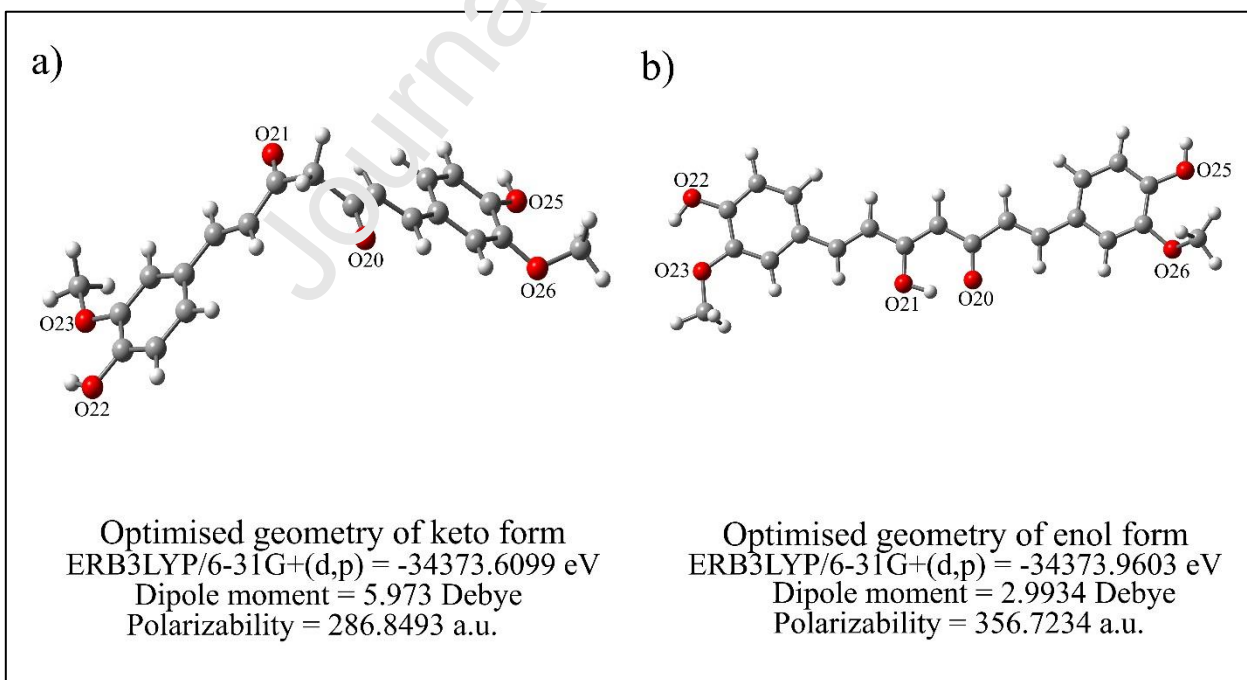 Journa
a)
b)
O21
O25
O20
O26
O23
O22
O22
O23
O21
O20
O25
O26
Optimised geometry of keto form
ERB3LYP/6-31G+(d,p) = -34373.6099 eV
Dipole moment = 5.973 Debye
Polarizability = 286.8493 a.u.
Optimised geometry of enol form
ERB3LYP/6-31G+(d,p) = -34373.9603 eV
Dipole moment = 2.9934 Debye
Polarizability = 356.7234 a.u.